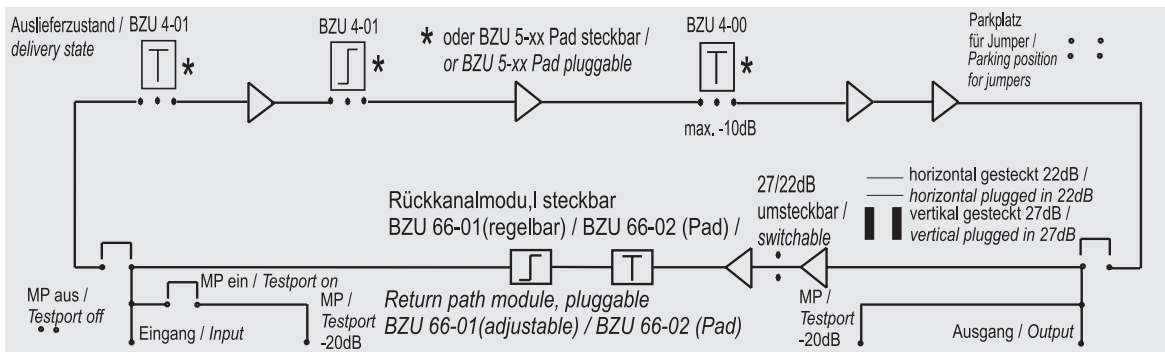 Auslieferzustand /
delivery state
BZU 4-01
T
*
BZU 4-01
*
* oder BZU 5-xx Pad steckbar /
or BZU 5-xx Pad pluggable
BZU 4-00
T
*
max. -10dB
Parkplatz
für Jumper /
Parking position
for jumpers
Rückkanalmodu,l steckbar
BZU 66-01(regelbar) / BZU 66-02 (Pad) /
T
Return path module, pluggable
BZU 66-01(adjustable) / BZU 66-02 (Pad)
27/22dB
umsteckbar /
switchable
horizontal gesteckt 22dB /
horizontal plugged in 22dB
vertikal gesteckt 27dB /
vertical plugged in 27dB
MP aus /
Testport off
MP ein / Testport on
Eingang / Input
MP /
Testport
-20dB
MP /
Testport
-20dB
Ausgang / Output